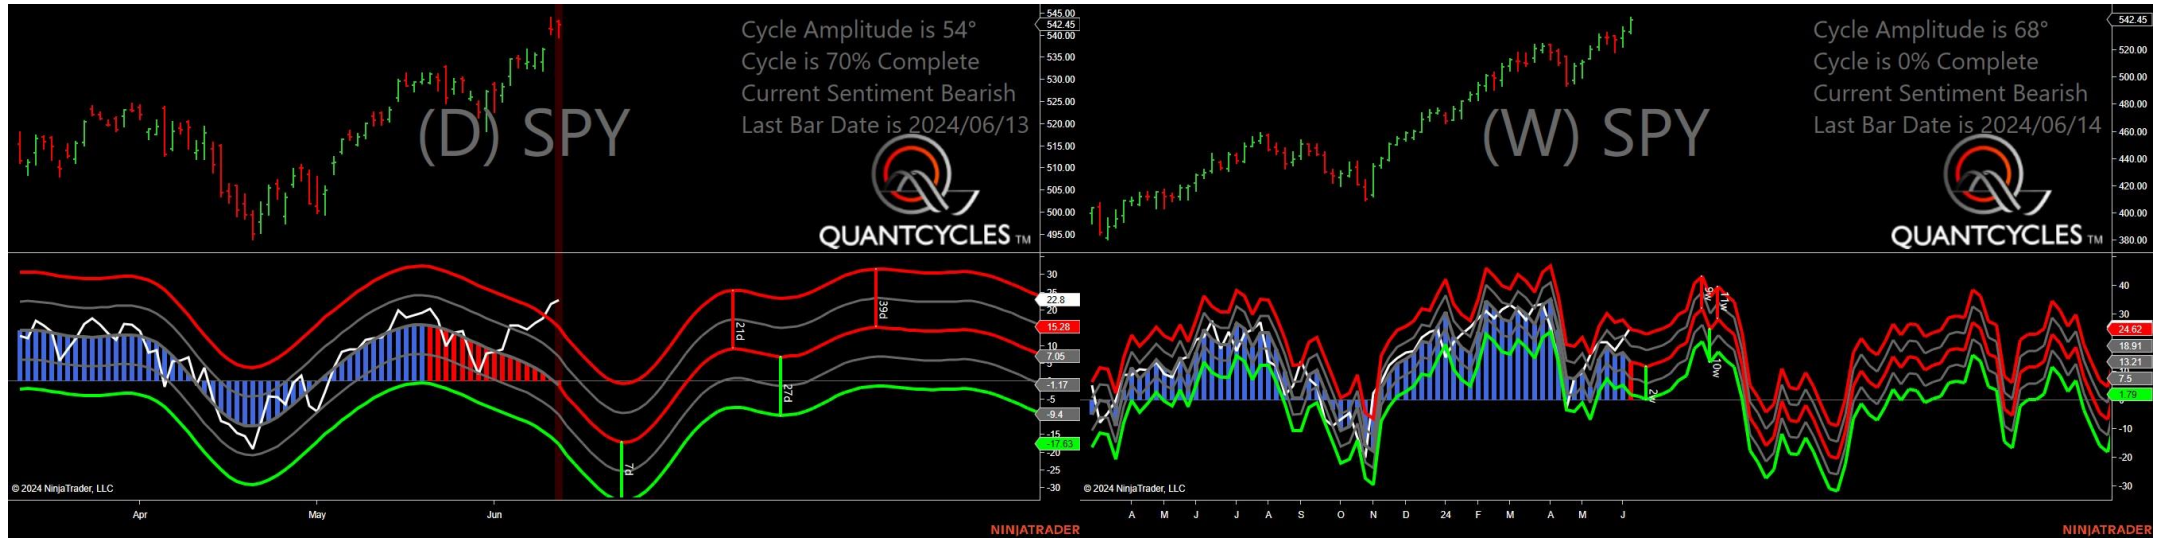 Cycle Amplitude is 54°
Cycle is 70% Complete
Current Sentiment Bearish
Last Bar Date is 2024/06/13
(D) SPY
QUANTCYCLES TM
545.00
542.45
540.00
535.00
530.00
525.00
520.00
515.00
510.00
505.00
500.00
495.00
21d
39d
27d
7d
30
22.8
20
15.28
10
7.05
-1.17
-5
-9.4
-15
-17.63
-20
-25
-30
© 2024 NinjaTrader, LLC
Apr May Jun
NINJATRADER
Cycle Amplitude is 68°
Cycle is 0% Complete
Current Sentiment Bearish
Last Bar Date is 2024/06/14
(W) SPY
QUANTCYCLES TM
542.45
520.00
500.00
480.00
460.00
440.00
420.00
400.00
380.00
9w
11w
10w
2w
40
30
24.62
18.91
13.21
7.5
1.79
-10
-20
-30
© 2024 NinjaTrader, LLC
A M J J A S O N D 24 F M A M J
NINJATRADER